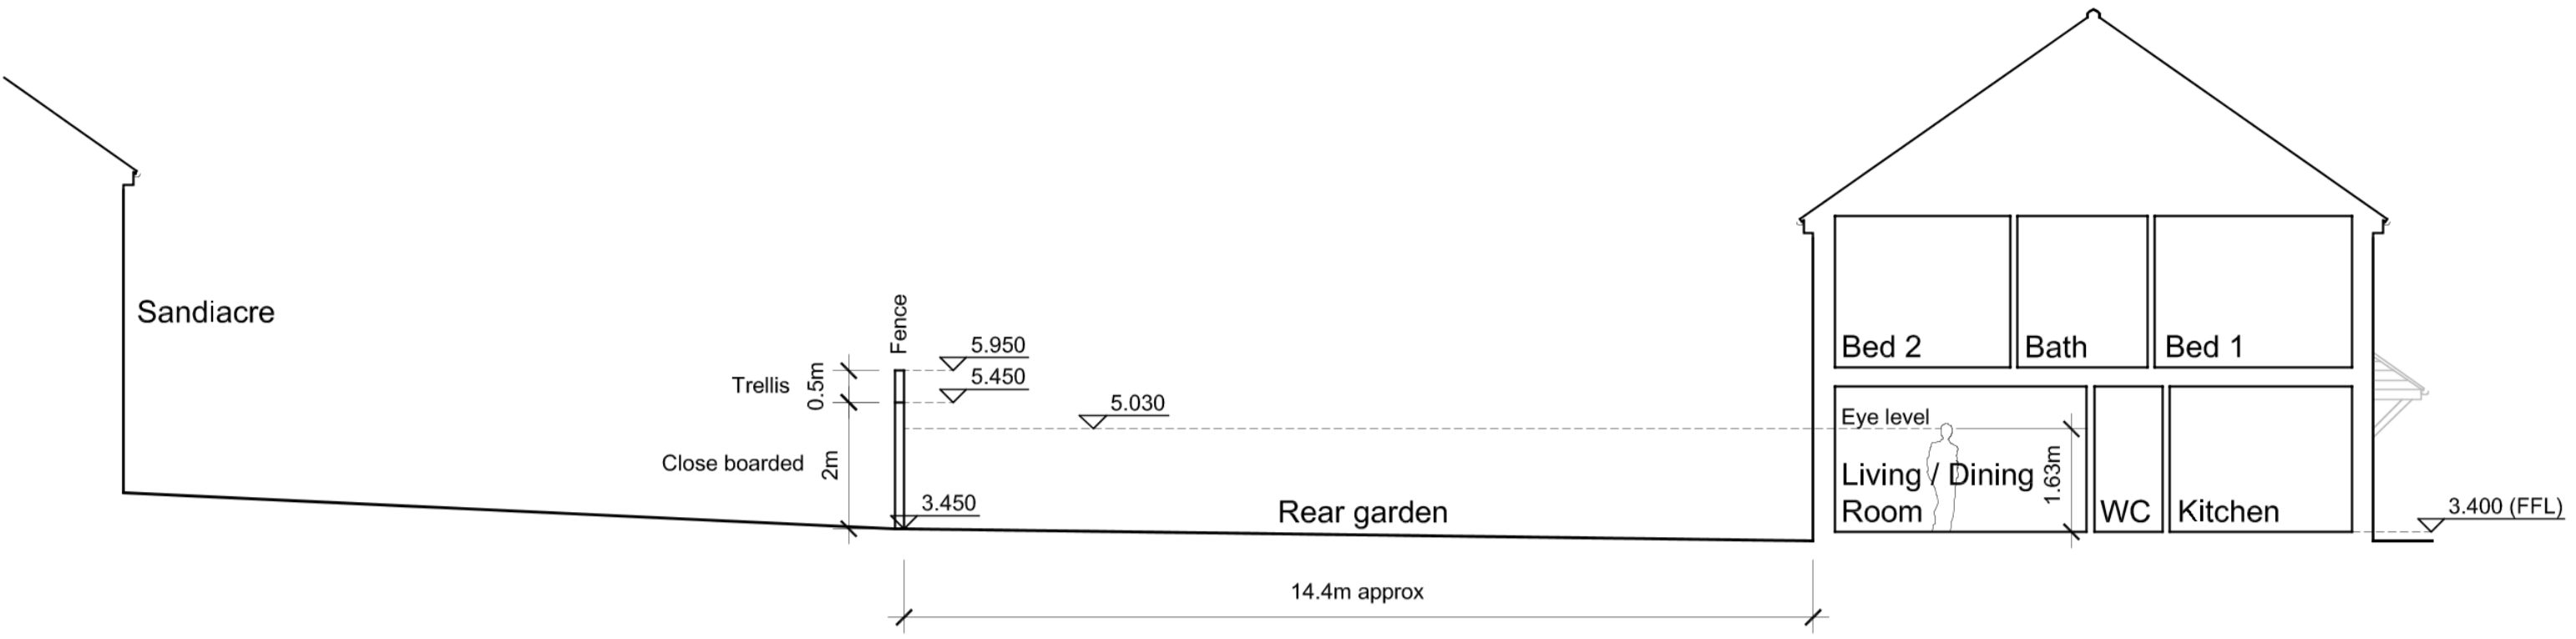 Sandiacre
Fence
5.950
Trellis
0.5m
5.450
5.030
Close boarded
2m
3.450
Rear garden
14.4m approx
Bed 2
Bath
Bed 1
Eye level
Living / Dining
Room
1.63m
WC
Kitchen
3.400 (FFL)